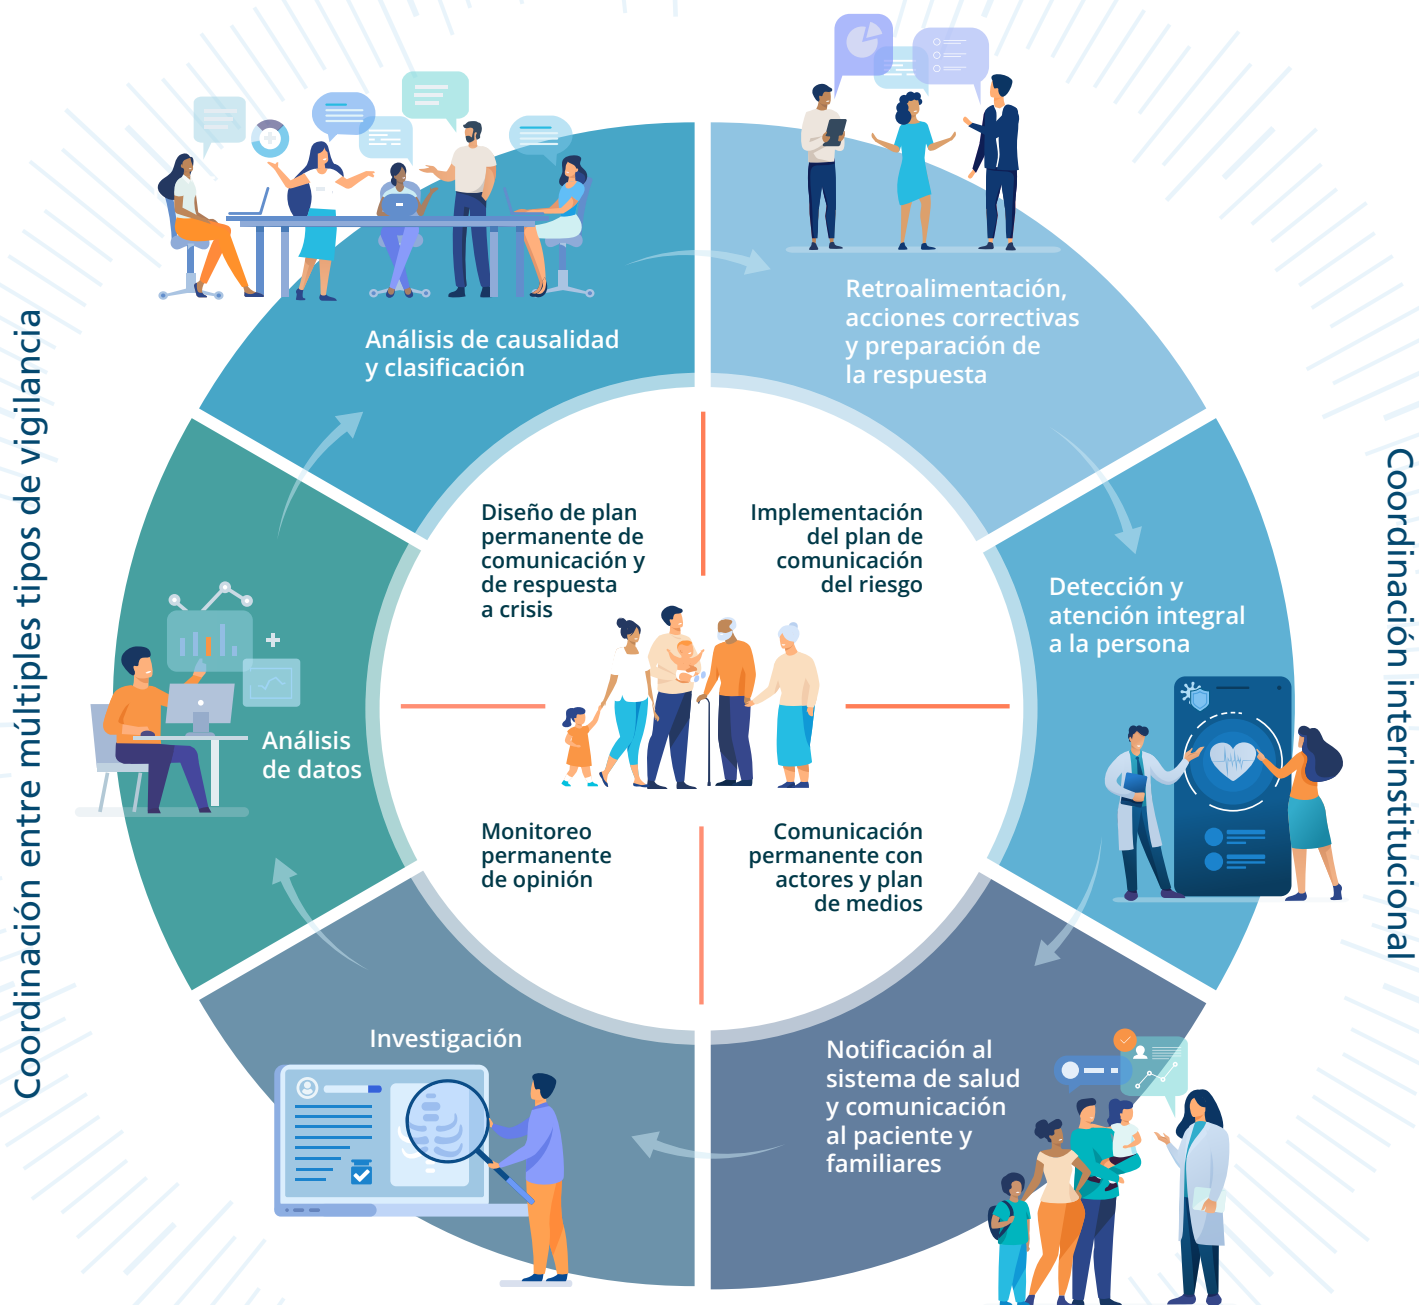 Coordinación entre múltiples tipos de vigilancia
Análisis de causalidad
y clasificación
Retroalimentación,
acciones correctivas
y preparación de
la respuesta
Detección y
atención integral
a la persona
Notificación al
sistema de salud
y comunicación
al paciente y
familiares
Investigación
Análisis
de datos
Diseño de plan
permanente de
comunicación y
de respuesta
a crisis
Implementación
del plan de
comunicación
del riesgo
Monitoreo
permanente
de opinión
Comunicación
permanente con
actores y plan
de medios
Coordinación interinstitucional